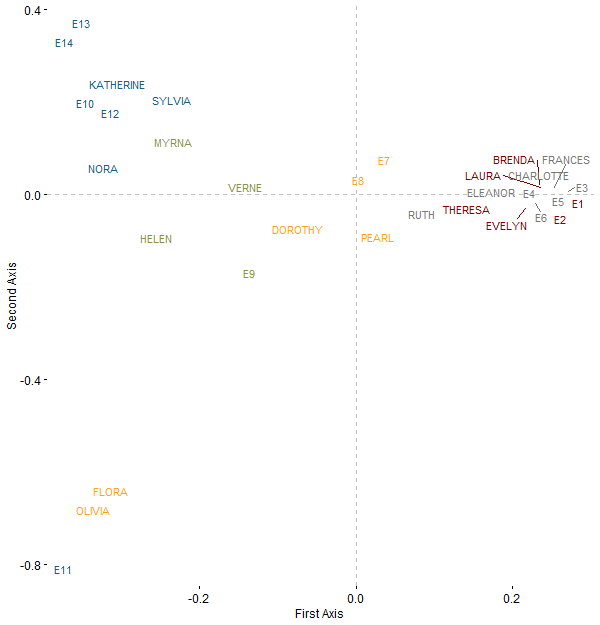 0.4
E13
E14
KATHERINE
E10
SYLVIA
E12
MYRNA
NORA
E7
E8
BRENDA FRANCES
LAURA CHARLOTTE
VERNE
ELEANOR E4 E3
0.0
E5 E1
THERESA
RUTH
E6 E2
EVELYN
DOROTHY
PEARL
HELEN
E9
Second Axis
-0.4
FLORA
OLIVIA
-0.8
E11
-0.2 0.0 0.2
First Axis